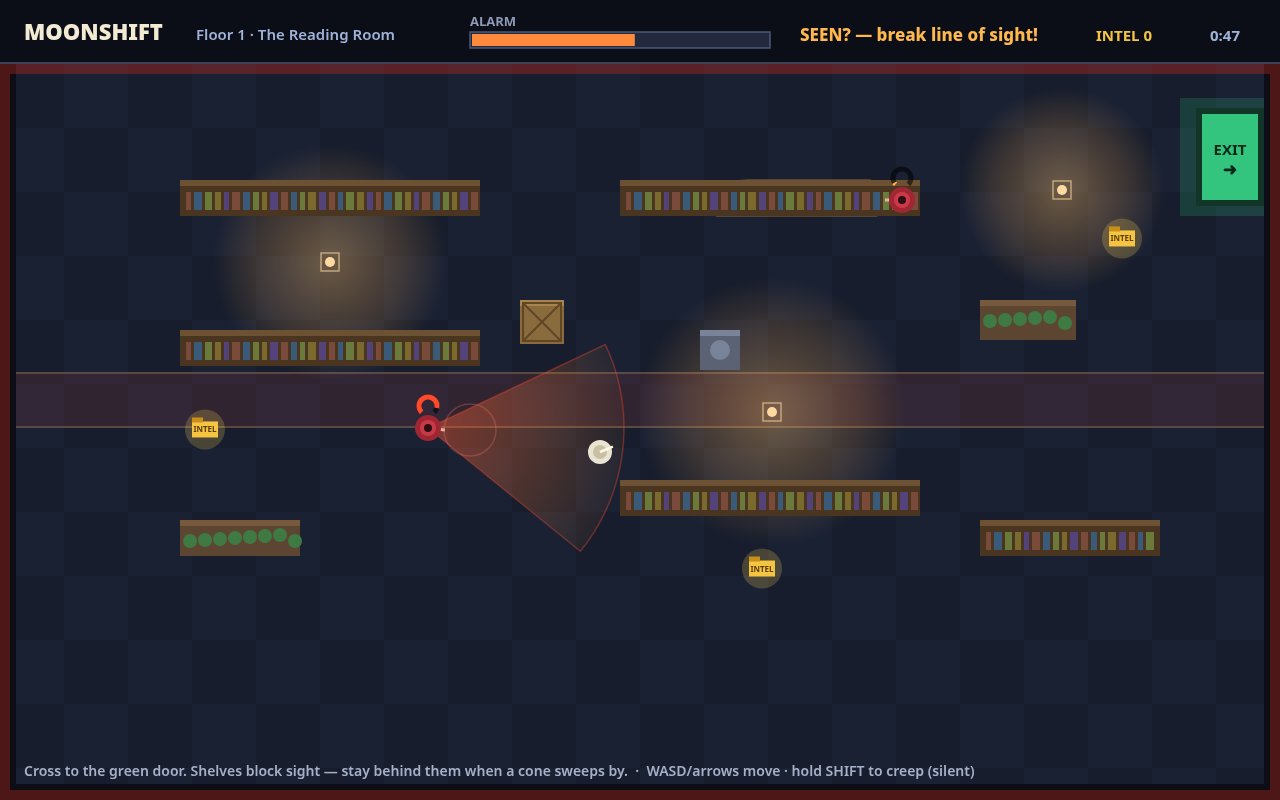 MOONSHIFT
Floor 1 · The Reading Room
ALARM
SEEN? — break line of sight!
INTEL 0
0:47
EXIT
➜
INTEL
INTEL
INTEL
Cross to the green door. Shelves block sight — stay behind them when a cone sweeps by. · WASD/arrows move · hold SHIFT to creep (silent)